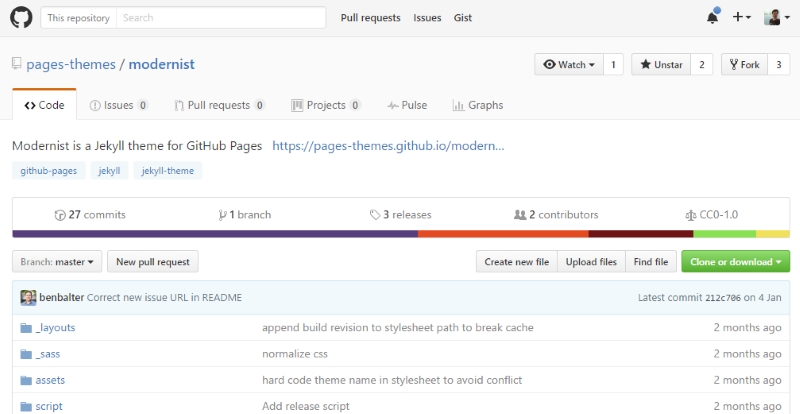 This repository Search Pull requests Issues Gist
pages-themes / modernist Watch 1 Unstar 2 Fork 3
Code Issues 0 Pull requests 0 Projects 0 Pulse Graphs
Modernist is a Jekyll theme for GitHub Pages https://pages-themes.github.io/modern...
github-pages jekyll jekyll-theme
27 commits 1 branch 3 releases 2 contributors CC0-1.0
Branch: master New pull request Create new file Upload files Find file Clone or download
benbalter Correct new issue URL in README Latest commit 212c706 on 4 Jan
_layouts append build revision to stylesheet path to break cache 2 months ago
_sass normalize css 2 months ago
assets hard code theme name in stylesheet to avoid conflict 2 months ago
script Add release script 2 months ago